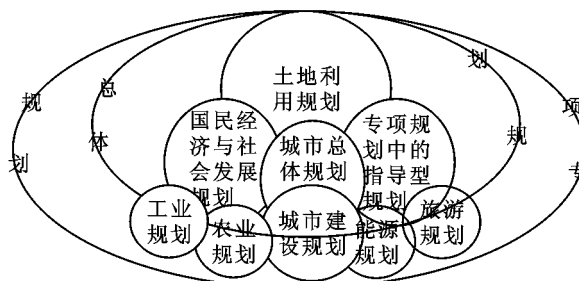 总体
规划
规划
专项
土地利
用规划
国民经
济与社
会发展
规划
城市总
体规划
专项规
划中的
指导型
规划
工业
规划
农业
规划
城市建
设规划
能源
规划
旅游
规划